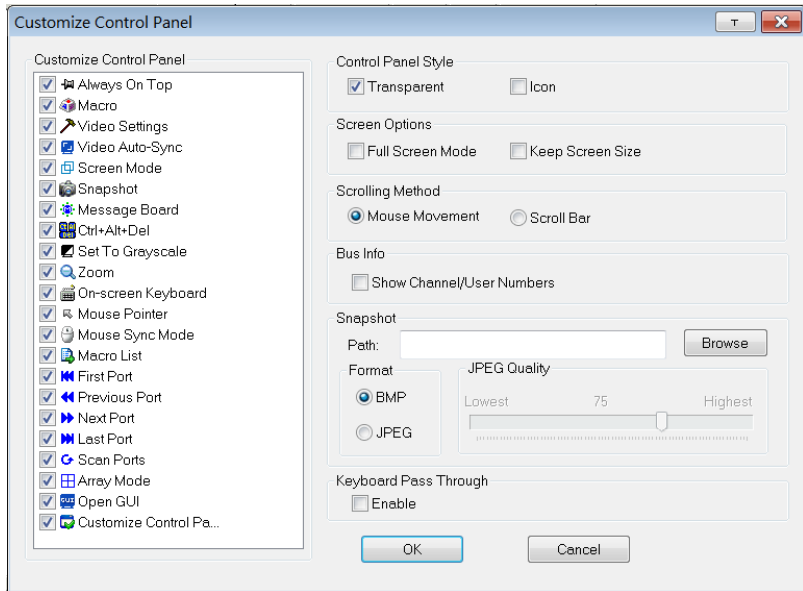 Customize Control Panel
T
Customize Control Panel
Always On Top
Macro
Video Settings
Video Auto-Sync
Screen Mode
Snapshot
Message Board
Ctrl+Alt+Del
Set To Grayscale
Zoom
On-screen Keyboard
Mouse Pointer
Mouse Sync Mode
Macro List
First Port
Previous Port
Next Port
Last Port
Scan Ports
Array Mode
Open GUI
Customize Control Pa...
Control Panel Style
Transparent Icon
Screen Options
Full Screen Mode Keep Screen Size
Scrolling Method
Mouse Movement Scroll Bar
Bus Info
Show Channel/User Numbers
Snapshot
Path: Browse
Format
BMP
JPEG
JPEG Quality
Lowest 75 Highest
Keyboard Pass Through
Enable
OK Cancel